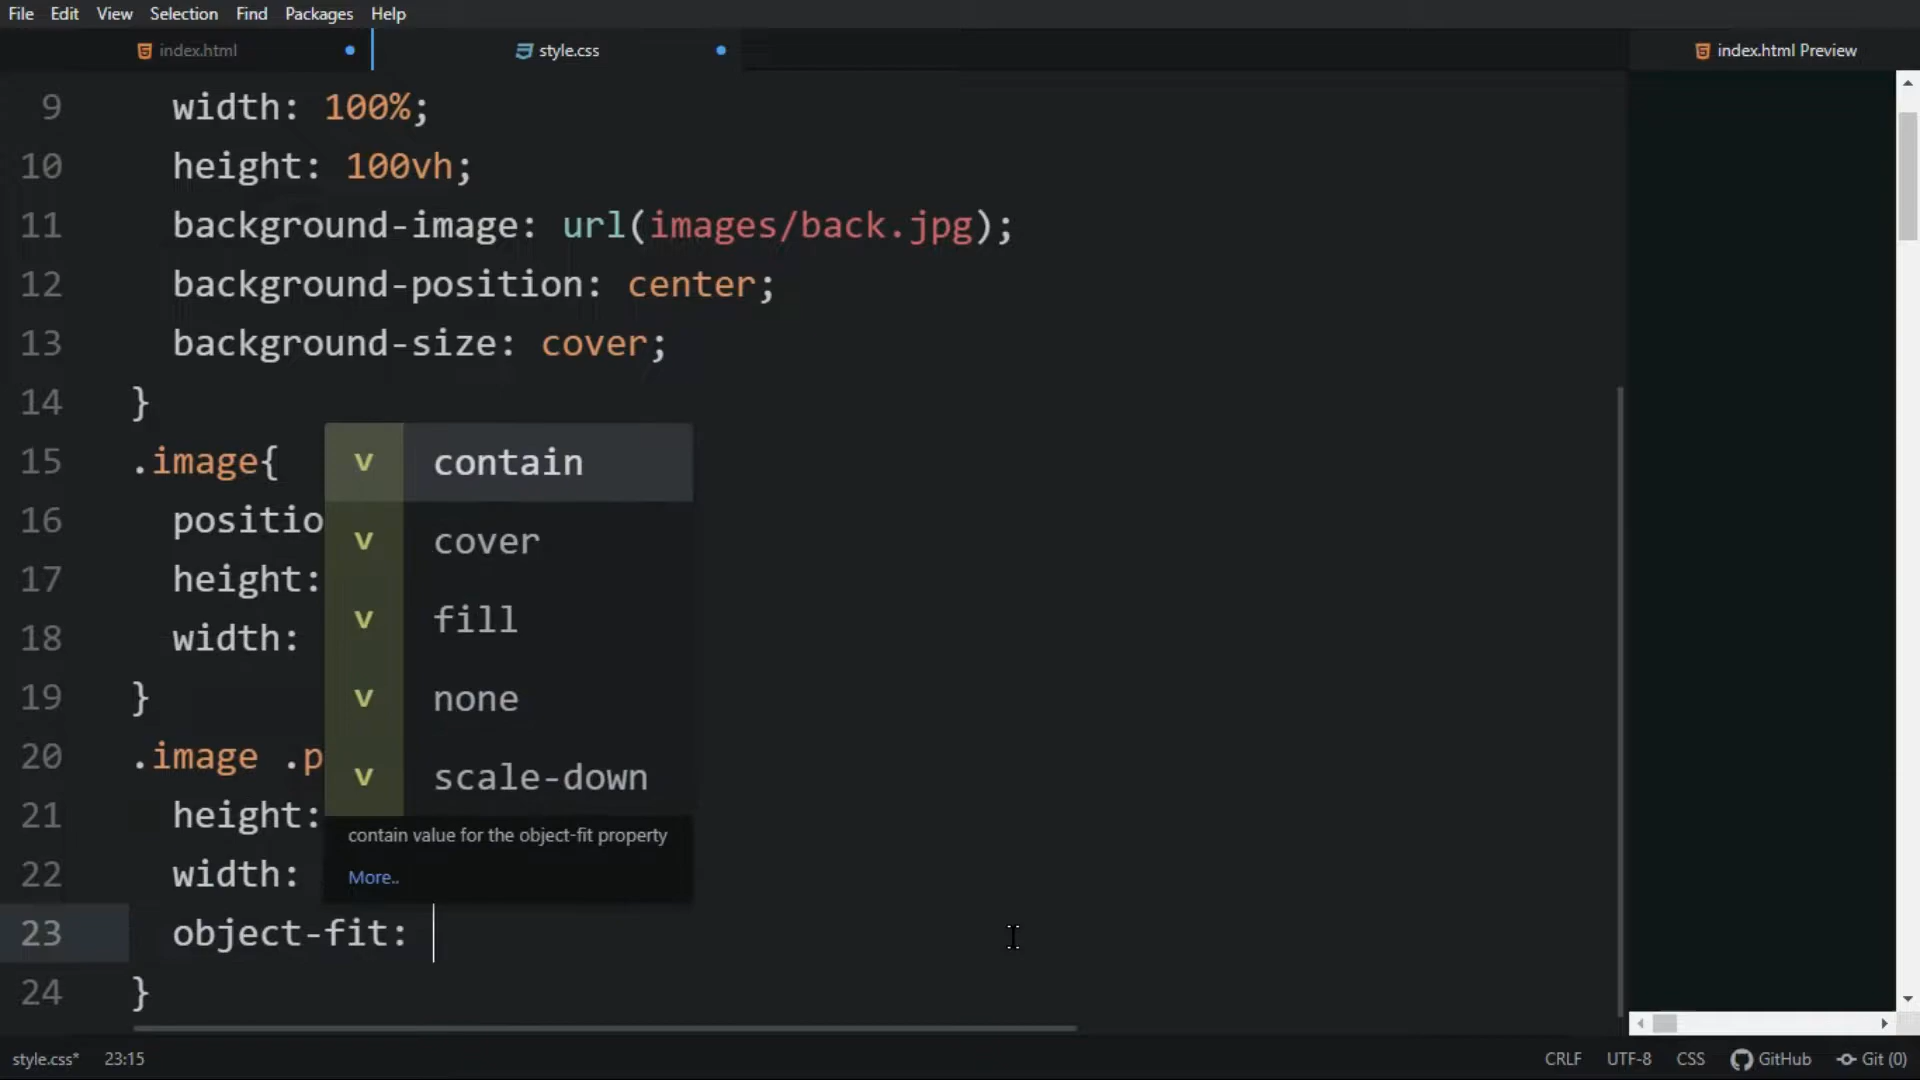 File Edit View Selection Find Packages Help
index.html style.css index.html Preview
9 width: 100%;
10 height: 100vh;
11 background-image: url(images/back.jpg);
12 background-position: center;
13 background-size: cover;
14 }
15 .image{
16 positio
17 height:
18 width:
19 }
20 .image .p
21 height:
22 width:
23 object-fit:
24 }
v contain
v cover
v fill
v none
v scale-down
contain value for the object-fit property
More..
style.css* 23:15 CRLF UTF-8 CSS GitHub Git (0)